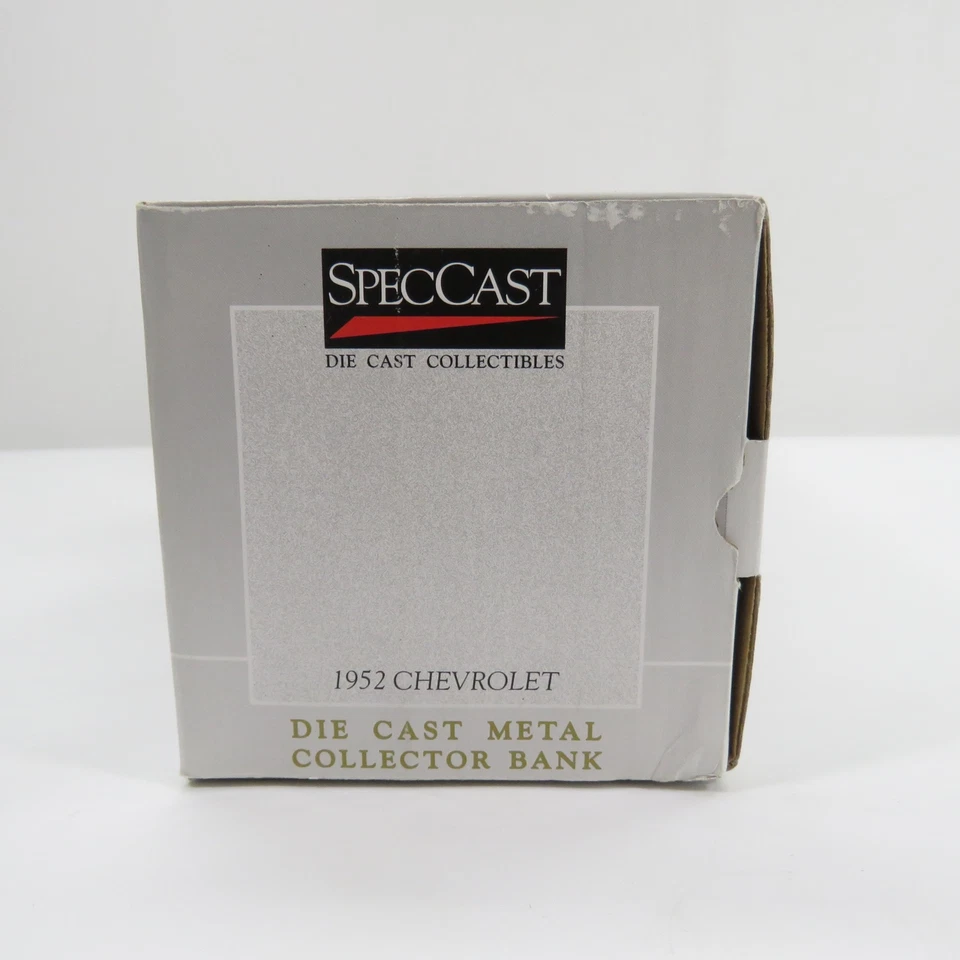 SPECCAST
DIE CAST COLLECTIBLES
1952 CHEVROLET
DIE CAST METAL
COLLECTOR BANK